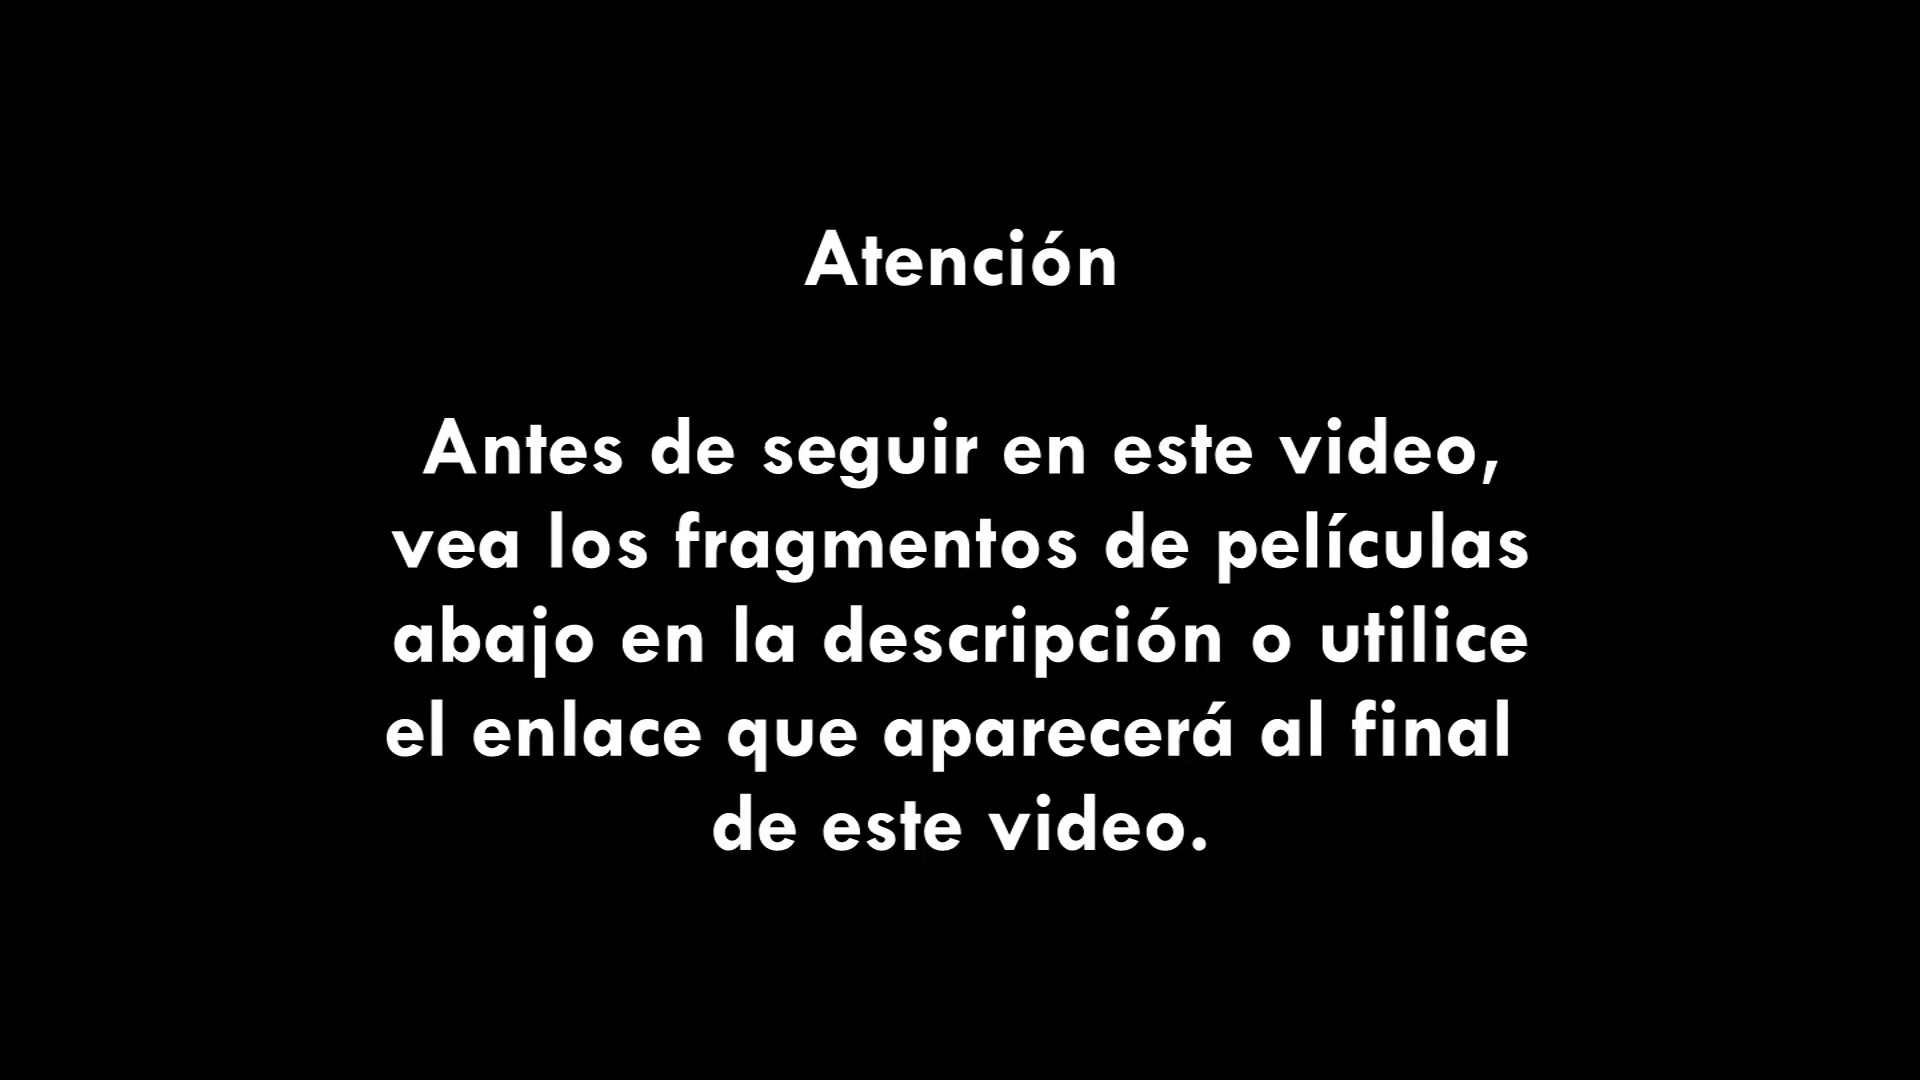 Atención
Antes de seguir en este video,
vea los fragmentos de películas
abajo en la descripción o utilice
el enlace que aparecerá al final
de este video.